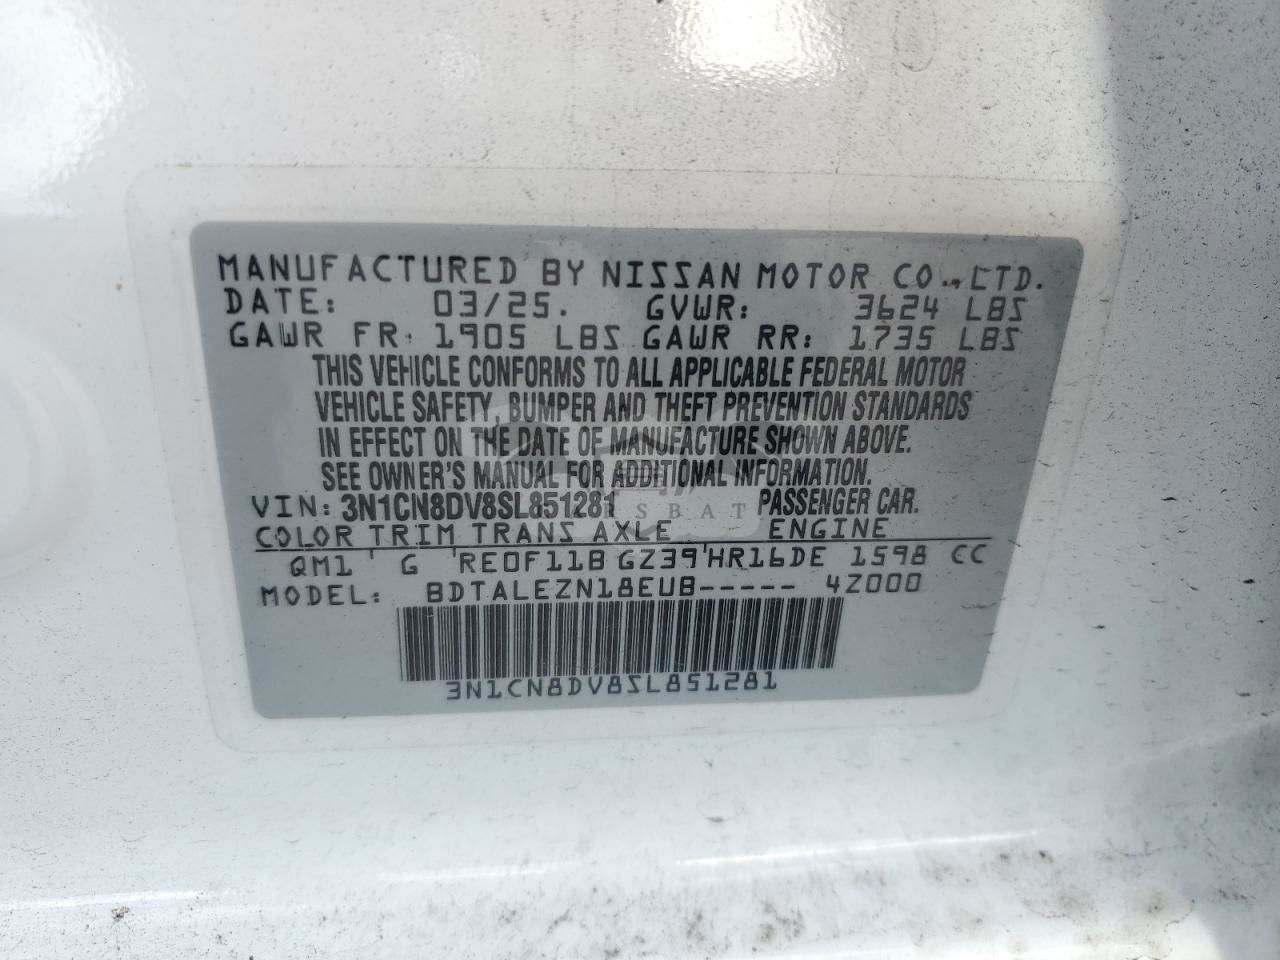 MANUFACTURED BY NISSAN MOTOR CO., LTD.
DATE: 03/25. GVWR: 3624 LBS
GAWR FR: 1905 LBS GAWR RR: 1735 LBS
THIS VEHICLE CONFORMS TO ALL APPLICABLE FEDERAL MOTOR
VEHICLE SAFETY, BUMPER AND THEFT PREVENTION STANDARDS
IN EFFECT ON THE DATE OF MANUFACTURE SHOWN ABOVE.
SEE OWNER'S MANUAL FOR ADDITIONAL INFORMATION.
VIN: 3N1CN8DV8SL851281 PASSENGER CAR.
SBAT
COLOR TRIM TRANS AXLE ENGINE
QM1 G RE0F11B GZ39 HR16DE 1598 CC
MODEL: BDTALEZN18EUB----- 4Z000
3N1CN8DV8SL851281